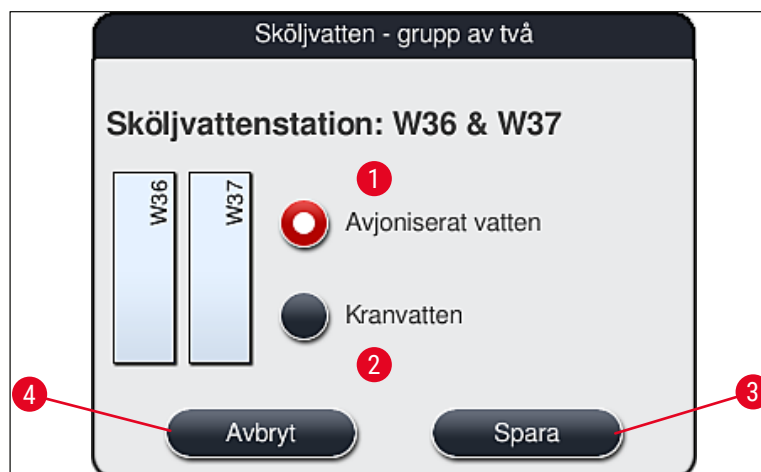 Sköljvatten - grupp av två
Sköljvattenstation: W36 & W37
W36
W37
1
Avjoniserat vatten
Kranvatten
2
4
3
Avbryt
Spara